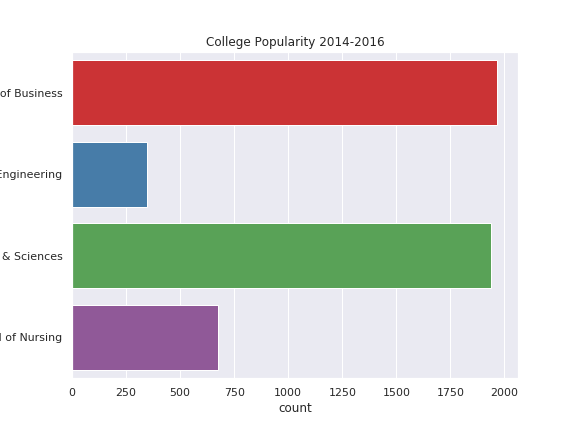 College Popularity 2014-2016
of Business
Engineering
& Sciences
of Nursing
0 250 500 750 1000 1250 1500 1750 2000
count